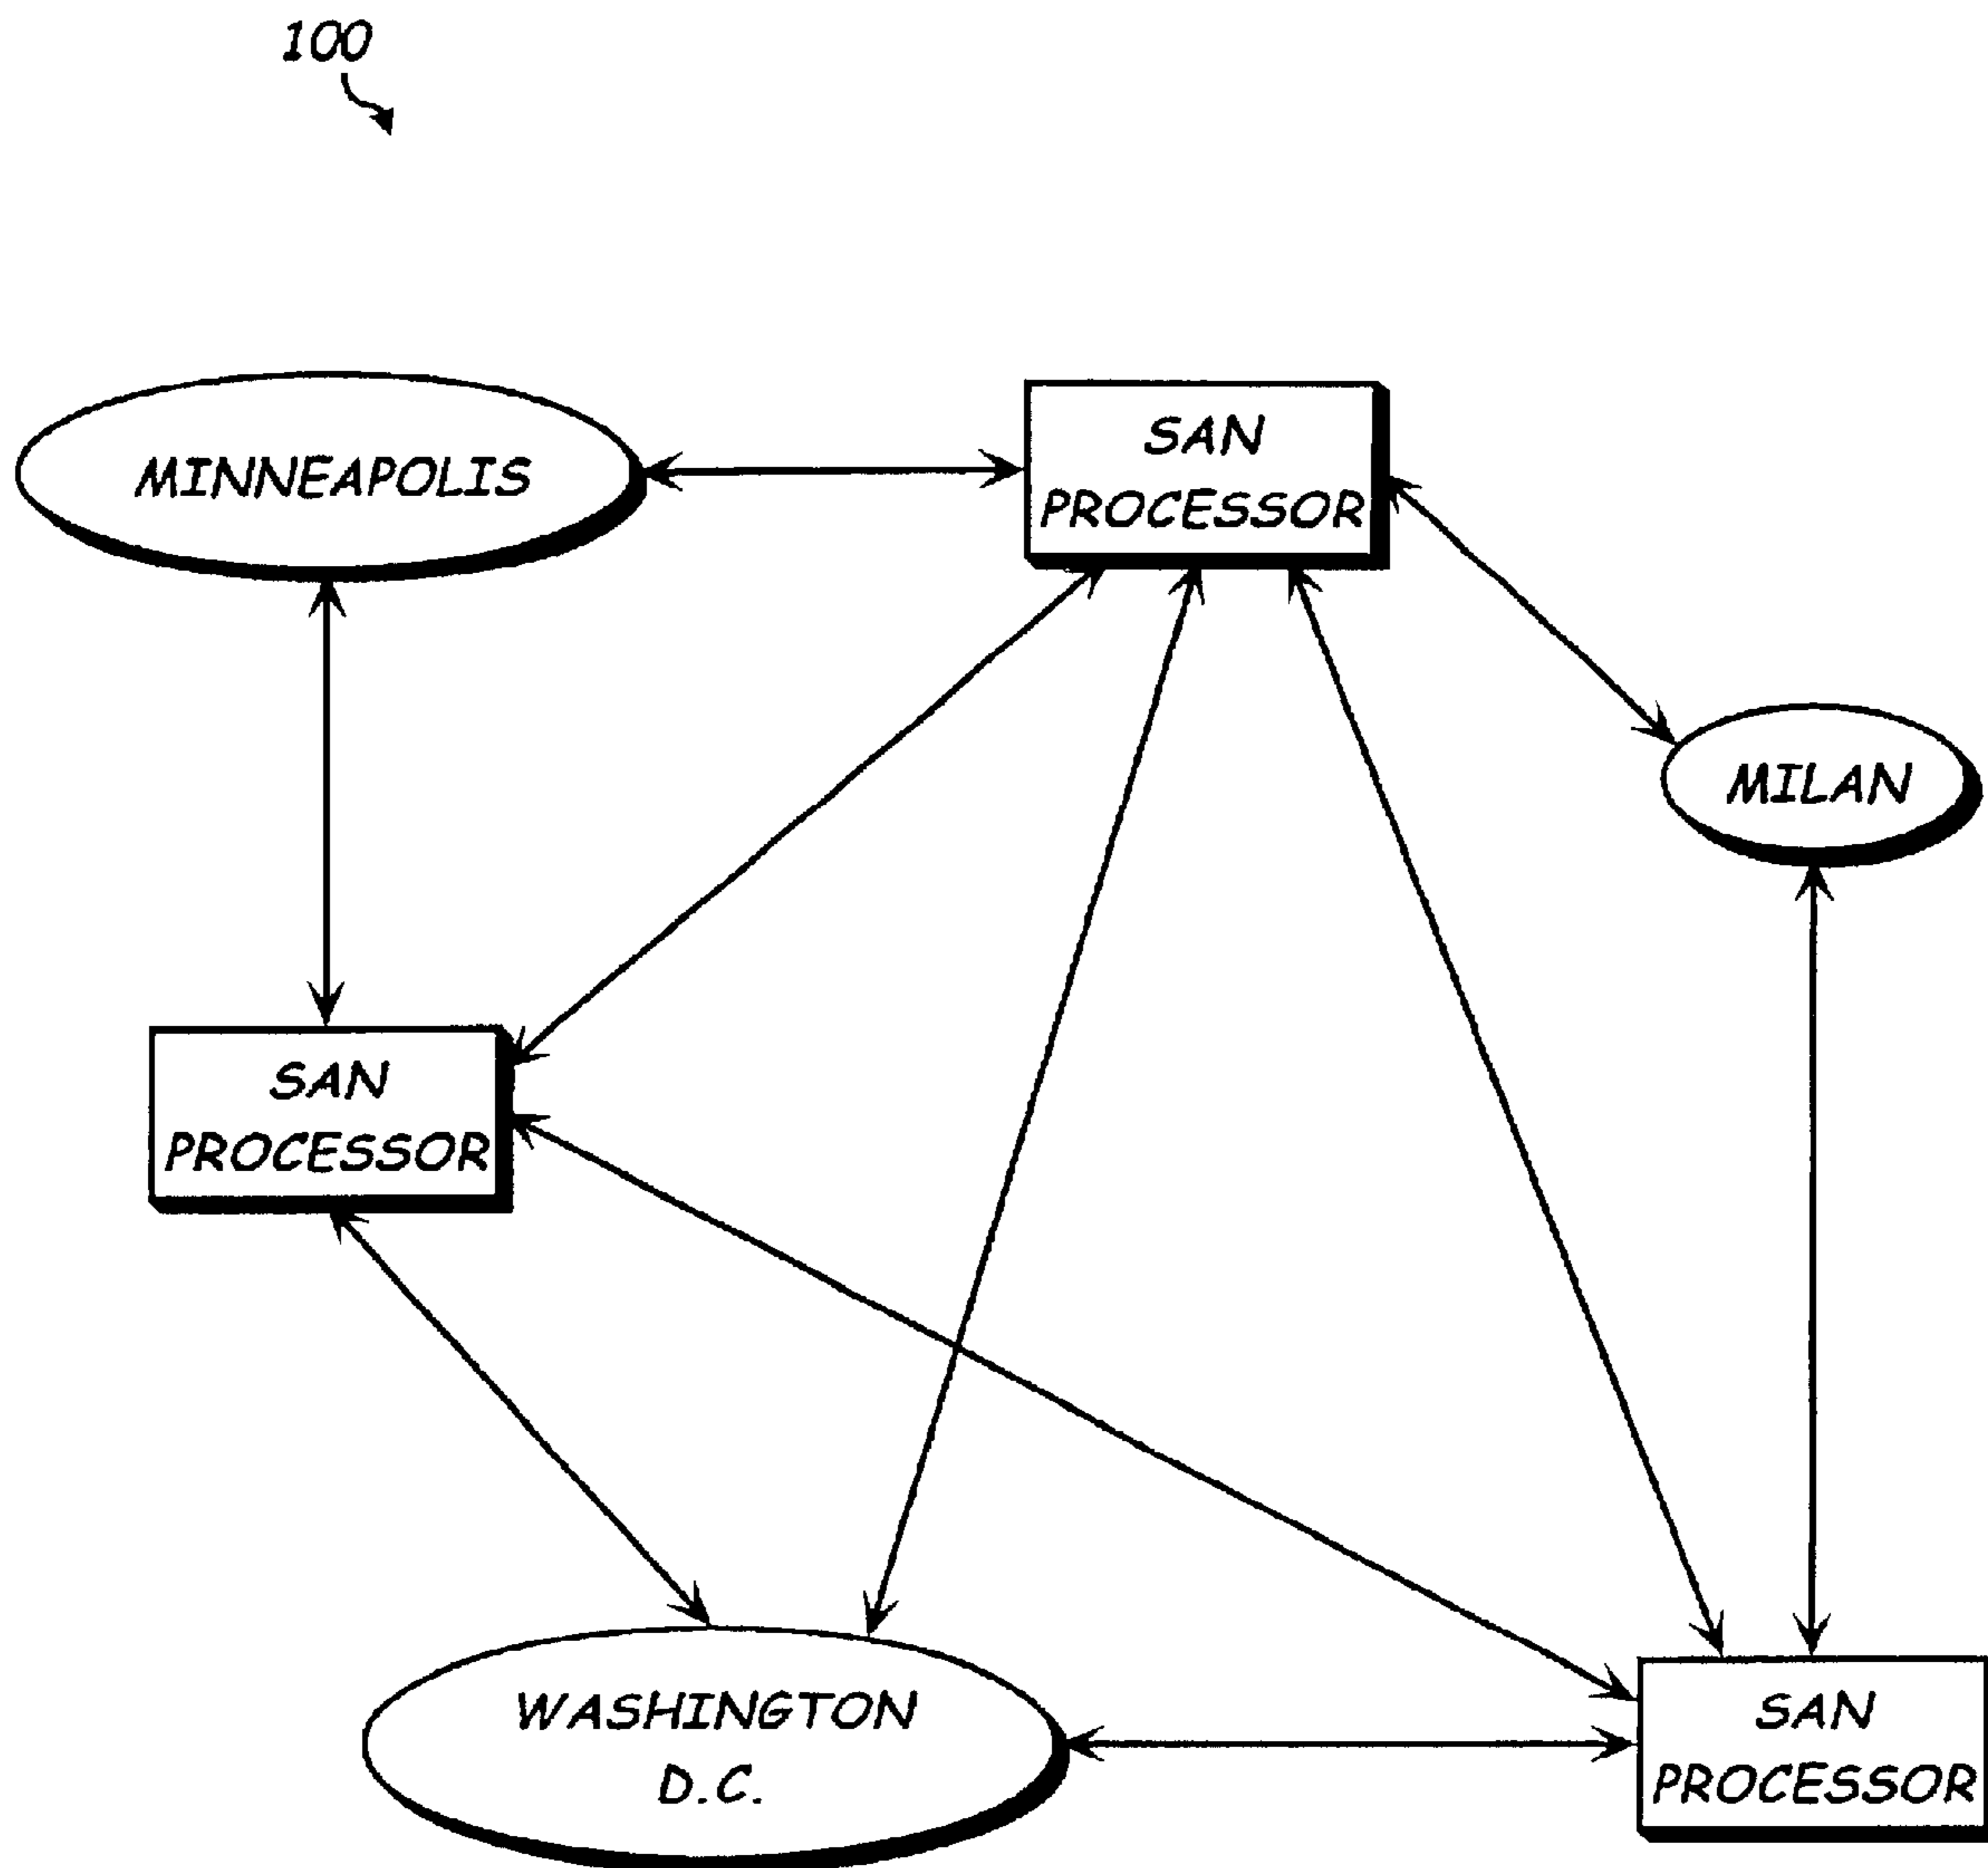 100
MINNEAPOLIS
SAN
PROCESSOR
MILAN
SAN
PROCESSOR
WASHINGTON
D.C.
SAN
PROCESSOR